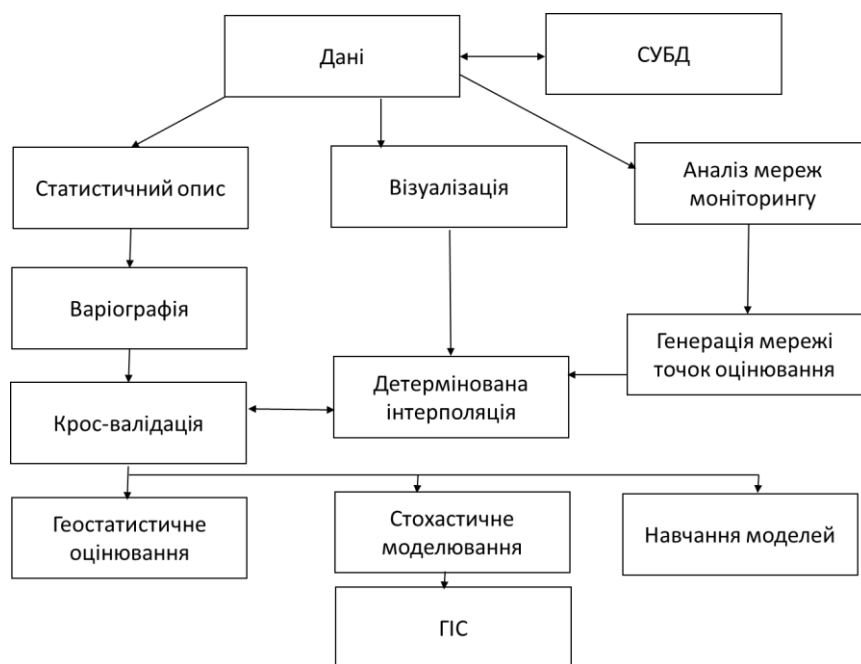 Дані
СУБД
Статистичний опис
Візуалізація
Аналіз мереж
моніторингу
Варіографія
Генерація мережі
точок оцінювання
Детермінована
інтерполяція
Крос-валідація
Геостатистичне
оцінювання
Стохастичне
моделювання
Навчання моделей
ГІС